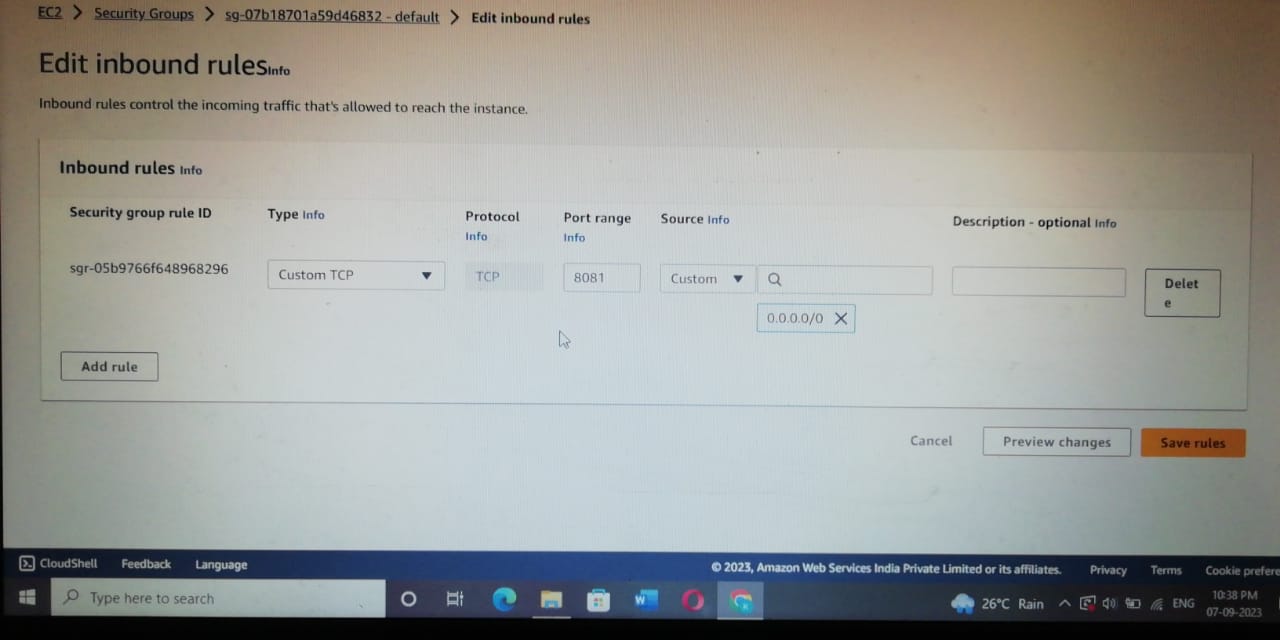 EC2 > Security Groups > sg-07b18701a59d46832 - default > Edit inbound rules
Edit inbound rules Info
Inbound rules control the incoming traffic that's allowed to reach the instance.
Inbound rules Info
Security group rule ID
Type Info
Protocol
Info
Port range
Info
Source Info
Description - optional Info
sgr-05b9766f648968296
Custom TCP
TCP
8081
Custom
Delet
e
0.0.0.0/0
Add rule
Cancel
Preview changes
Save rules
CloudShell Feedback Language
© 2023, Amazon Web Services India Private Limited or its affiliates. Privacy Terms Cookie prefere
Type here to search
26°C Rain
ENG
10:38 PM
07-09-2023